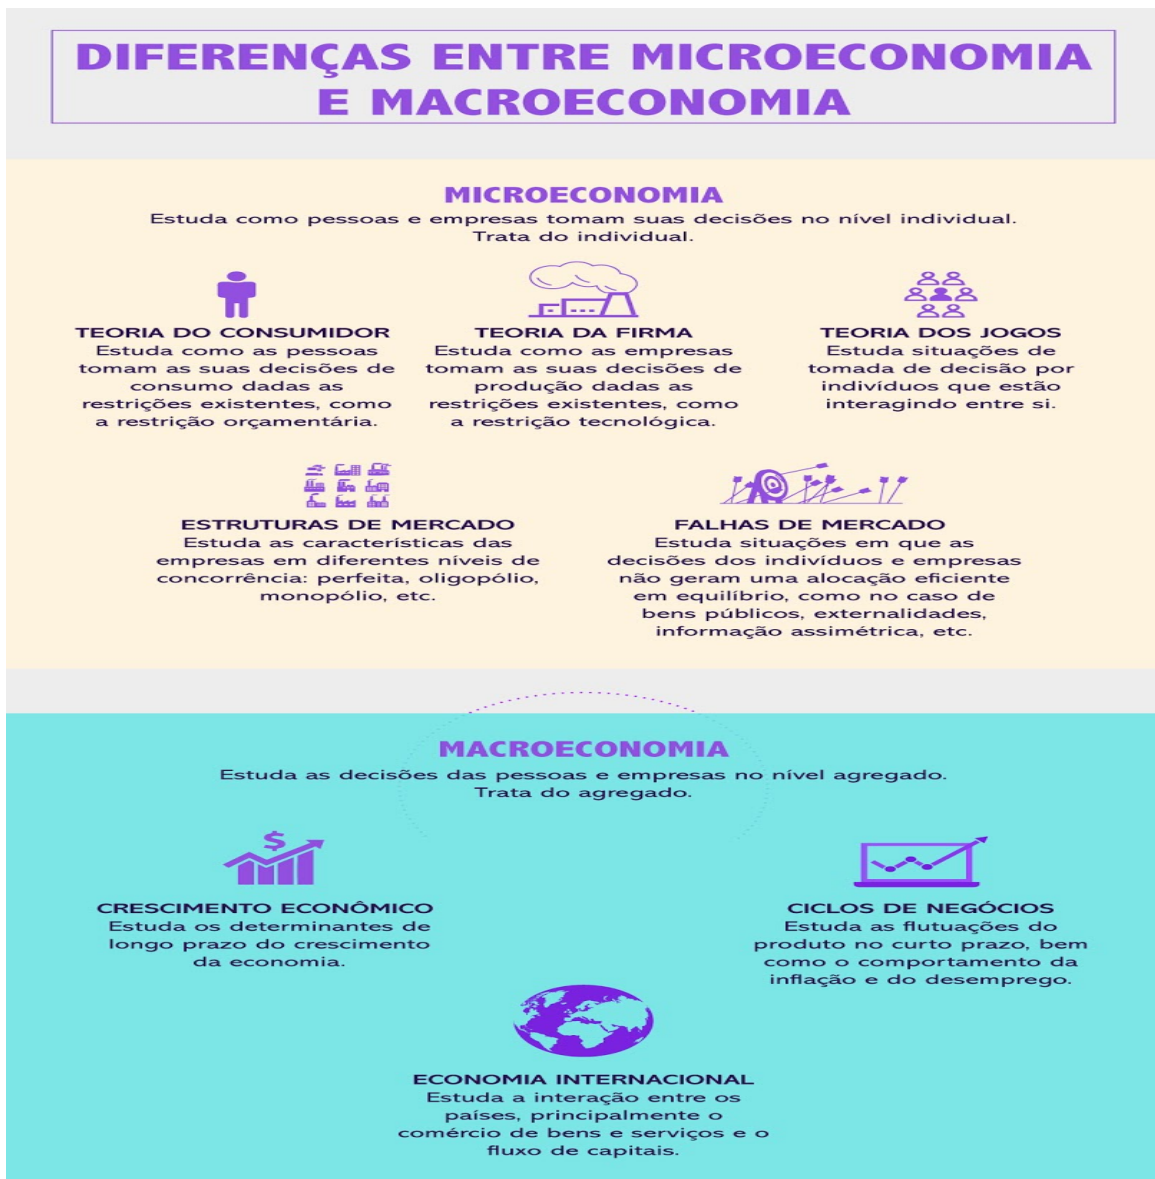 DIFERENÇAS ENTRE MICROECONOMIA
E MACROECONOMIA
MICROECONOMIA
Estuda como pessoas e empresas tomam suas decisões no nível individual.
Trata do individual.
TEORIA DO CONSUMIDOR
Estuda como as pessoas
tomam as suas decisões de
consumo dadas as
restrições existentes, como
a restrição orçamentária.
TEORIA DA FIRMA
Estuda como as empresas
tomam as suas decisões de
produção dadas as
restrições existentes, como
a restrição tecnológica.
TEORIA DOS JOGOS
Estuda situações de
tomada de decisão por
indivíduos que estão
interagindo entre si.
ESTRUTURAS DE MERCADO
Estuda as características das
empresas em diferentes níveis de
concorrência: perfeita, oligopólio,
monopólio, etc.
FALHAS DE MERCADO
Estuda situações em que as
decisões dos indivíduos e empresas
não geram uma alocação eficiente
em equilíbrio, como no caso de
bens públicos, externalidades,
informação assimétrica, etc.
MACROECONOMIA
Estuda as decisões das pessoas e empresas no nível agregado.
Trata do agregado.
$
CRESCIMENTO ECONÔMICO
Estuda os determinantes de
longo prazo do crescimento
da economia.
CICLOS DE NEGÓCIOS
Estuda as flutuações do
produto no curto prazo, bem
como o comportamento da
inflação e do desemprego.
ECONOMIA INTERNACIONAL
Estuda a interação entre os
países, principalmente o
comércio de bens e serviços e o
fluxo de capitais.